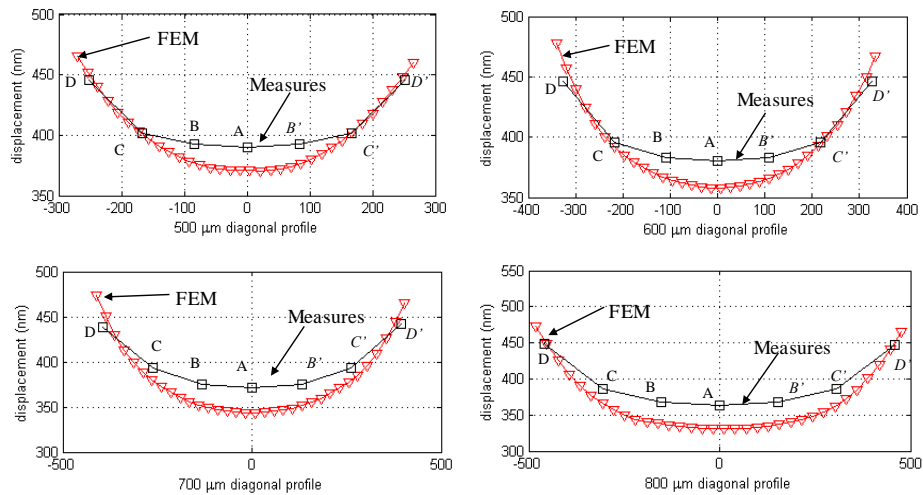 500
FEM
450
D
Measures
D'
400
B
A
B'
C
C'
350
-300
-200
-100
0
100
200
300
displacement (nm)
500 µm diagonal profile
500
FEM
450
D
Measures
D'
400
B
A
B'
C
C'
350
-400
-300
-200
-100
0
100
200
300
400
displacement (nm)
600 µm diagonal profile
500
FEM
450
D
Measures
D'
400
C
B
A
B'
C'
350
300
-500
0
500
displacement (nm)
700 µm diagonal profile
550
500
FEM
450
D
Measures
D'
400
C
B
A
B'
C'
350
300
-500
0
500
displacement (nm)
800 µm diagonal profile